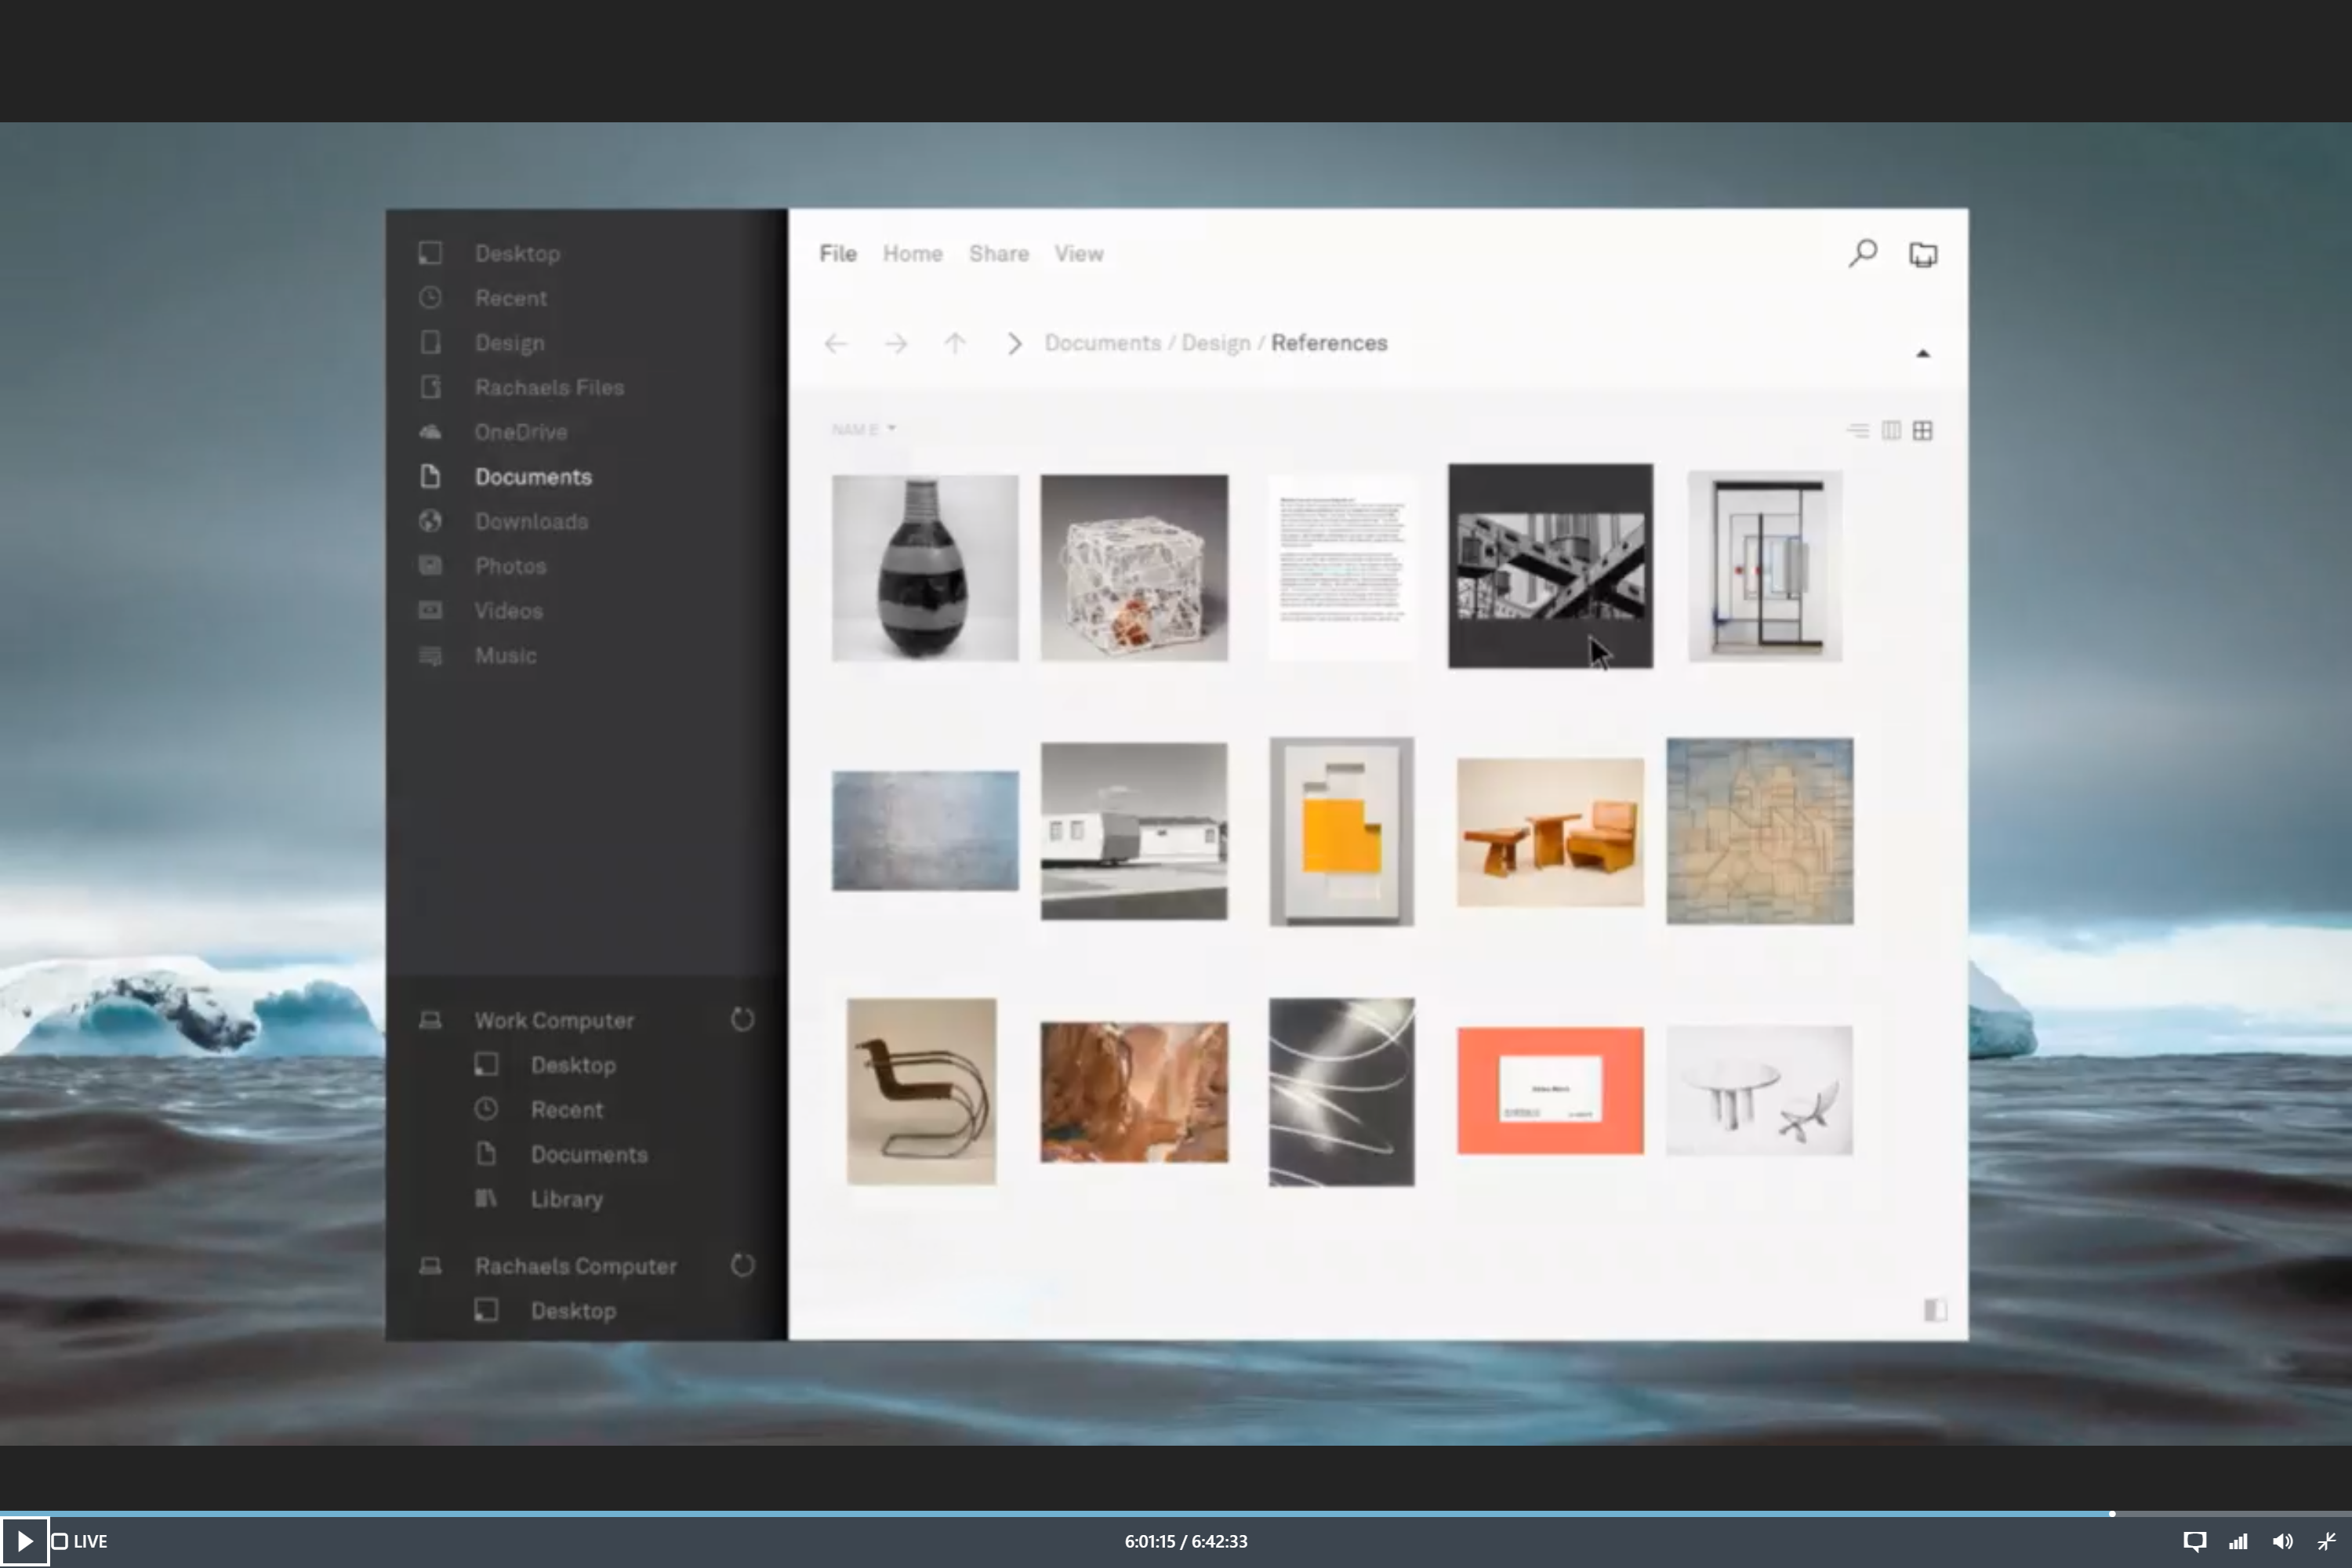 Desktop
Recent
Design
Rachaels Files
OneDrive
Documents
Downloads
Photos
Videos
Music
Work Computer
Desktop
Recent
Documents
Library
Rachaels Computer
Desktop
File Home Share View
Documents / Design / References
NAME
LIVE
6:01:15 / 6:42:33